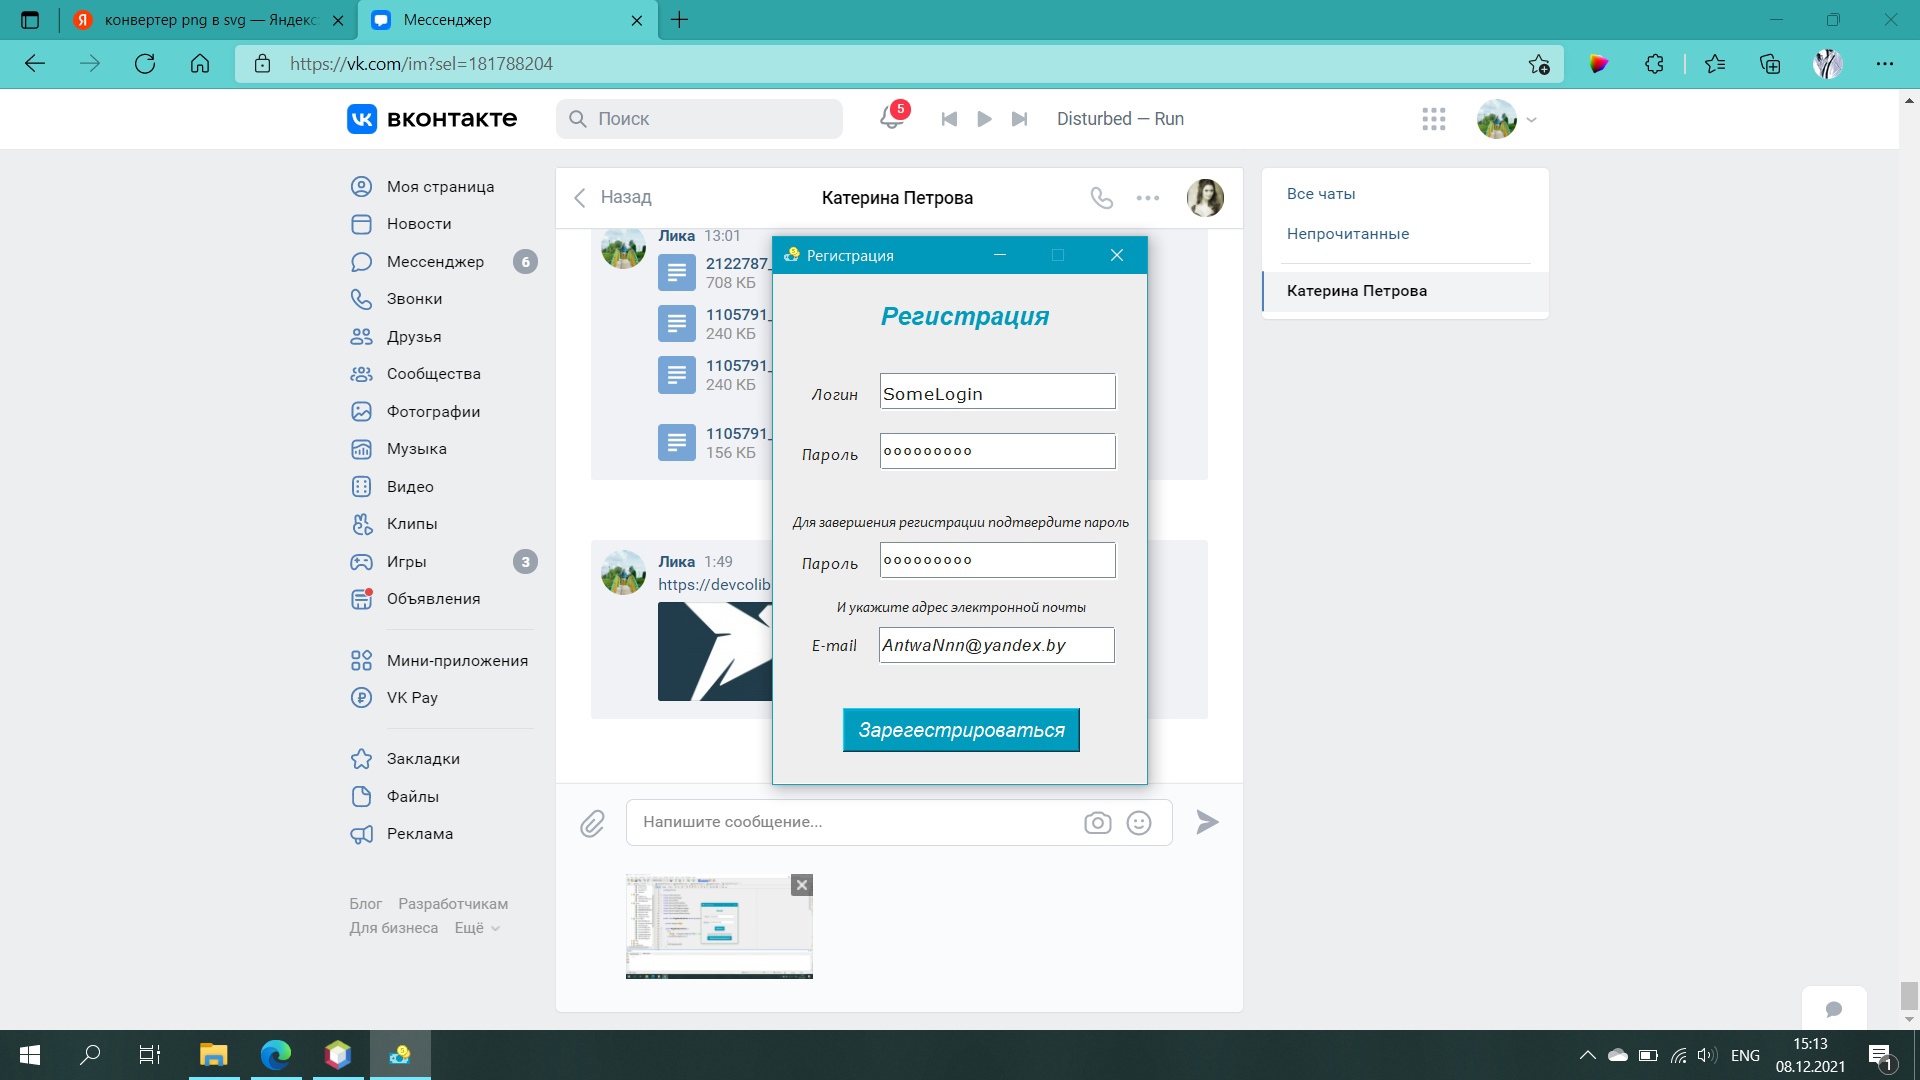 конвертер png в svg — Яндекс
Мессенджер
https://vk.com/im?sel=181788204
ВКОНТАКТЕ
Поиск
5
Disturbed — Run
Моя страница
Новости
Мессенджер
6
Звонки
Друзья
Сообщества
Фотографии
Музыка
Видео
Клипы
Игры
3
Объявления
Мини-приложения
VK Pay
Закладки
Файлы
Реклама
Блог
Разработчикам
Для бизнеса
Ещё
Назад
Катерина Петрова
Лика 13:01
2122787_
708 КБ
1105791_
240 КБ
1105791_
240 КБ
1105791_
156 КБ
Лика 1:49
https://devcolib
Регистрация
Регистрация
Логин
SomeLogin
Пароль
Для завершения регистрации подтвердите пароль
Пароль
И укажите адрес электронной почты
E-mail
AntwaNnn@yandex.by
Зарегестрироваться
Напишите сообщение...
Все чаты
Непрочитанные
Катерина Петрова
ENG
15:13
08.12.2021
1